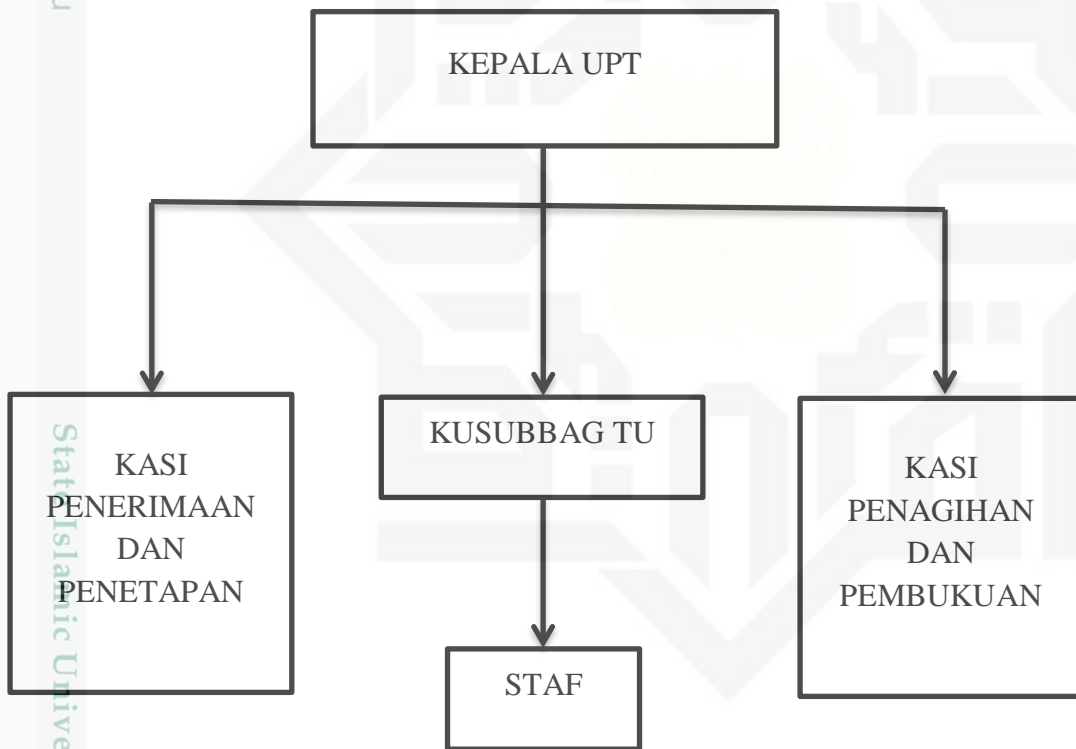 KEPALA UPT
KASI
PENERIMAAN
DAN
PENETAPAN
KUSUBBAG TU
KASI
PENAGIHAN
DAN
PEMBUKUAN
STAF
State Islamic Unive